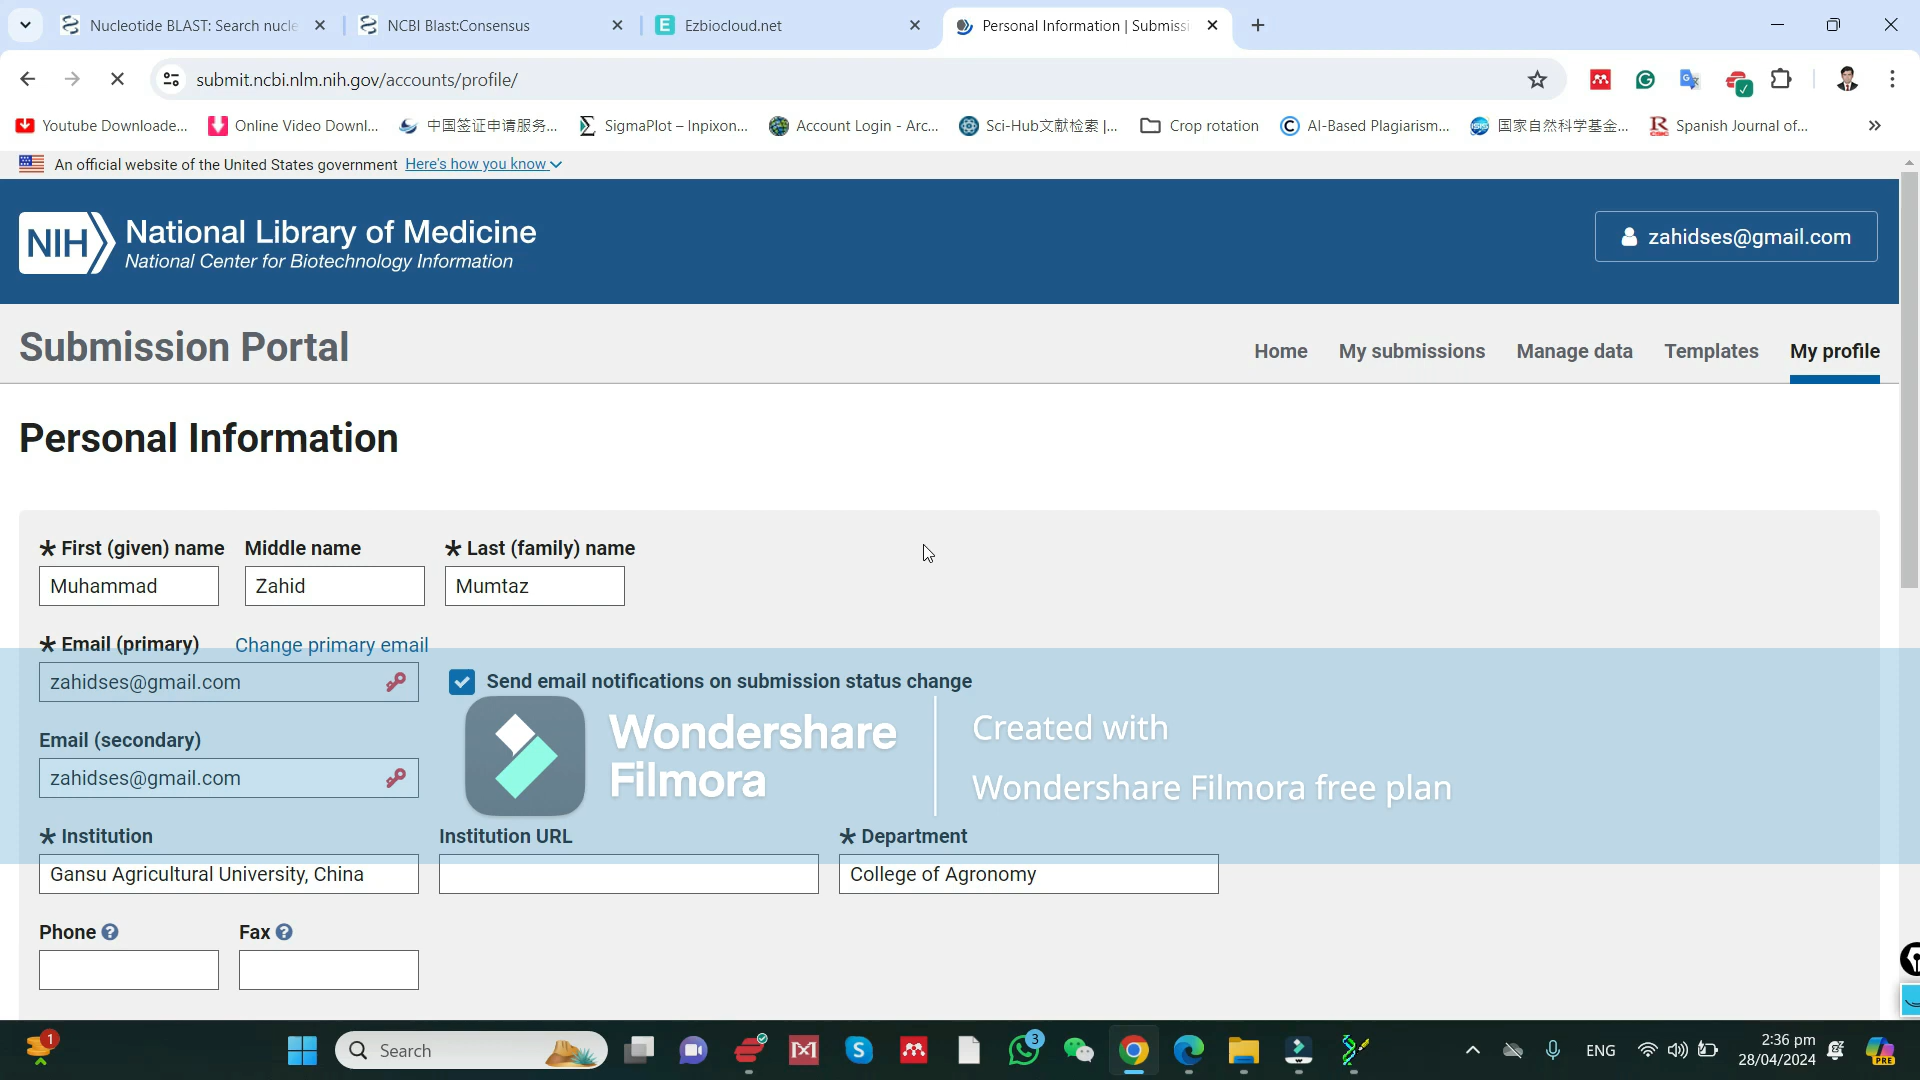 Nucleotide BLAST: Search nucle
NCBI Blast:Consensus
Ezbiocloud.net
Personal Information | Submissi
submit.ncbi.nlm.nih.gov/accounts/profile/
Youtube Downloade...
Online Video Downl...
中国签证申请服务...
SigmaPlot – Inpixon...
Account Login - Arc...
Sci-Hub文献检索 |...
Crop rotation
AI-Based Plagiarism...
国家自然科学基金...
Spanish Journal of...
An official website of the United States government Here's how you know
NIH
National Library of Medicine
National Center for Biotechnology Information
zahidses@gmail.com
Submission Portal
Home
My submissions
Manage data
Templates
My profile
Personal Information
* First (given) name
Middle name
* Last (family) name
Muhammad
Zahid
Mumtaz
* Email (primary)
Change primary email
zahidses@gmail.com
Send email notifications on submission status change
Wondershare
Filmora
Created with
Wondershare Filmora free plan
Email (secondary)
zahidses@gmail.com
* Institution
Institution URL
* Department
Gansu Agricultural University, China
College of Agronomy
Phone
Fax
1
Search
3
ENG
2:36 pm
28/04/2024
PRE